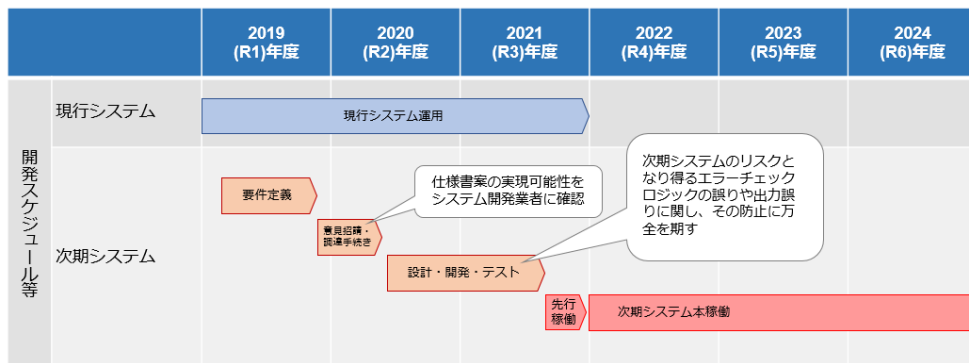 2019
(R1)年度
2020
(R2)年度
2021
(R3)年度
2022
(R4)年度
2023
(R5)年度
2024
(R6)年度
開発スケジュール等
現行システム
現行システム運用
次期システム
要件定義
仕様書案の実現可能性を
システム開発業者に確認
次期システムのリスクと
なり得るエラーチェック
ロジックの誤りや出力誤
りに関し、その防止に万
全を期す
意見招請・
調達手続き
設計・開発・テスト
先行
稼働
次期システム本稼働